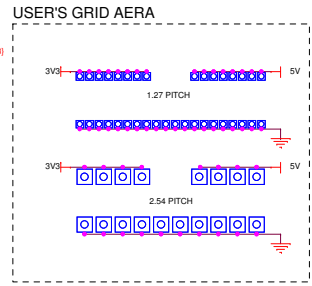 USER'S GRID AERA
)
3V3
5V
1.27 PITCH
3V3
5V
2.54 PITCH